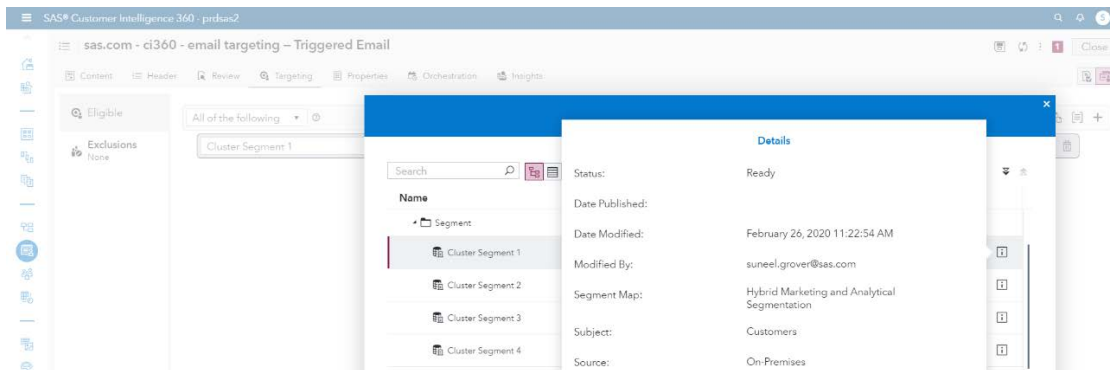 SAS® Customer Intelligence 360 - prdsas2
S
sas.com - ci360 - email targeting – Triggered Email
1
Close
Content Header Review Targeting Properties Orchestration Insights
Eligible
All of the following
Exclusions
None
Cluster Segment 1
Details
Search
Status: Ready
Name
Date Published:
Segment
Date Modified: February 26, 2020 11:22:54 AM
Cluster Segment 1
Modified By: suneel.grover@sas.com
Cluster Segment 2
Segment Map: Hybrid Marketing and Analytical
Segmentation
Cluster Segment 3
Subject: Customers
Cluster Segment 4
Source: On-Premises